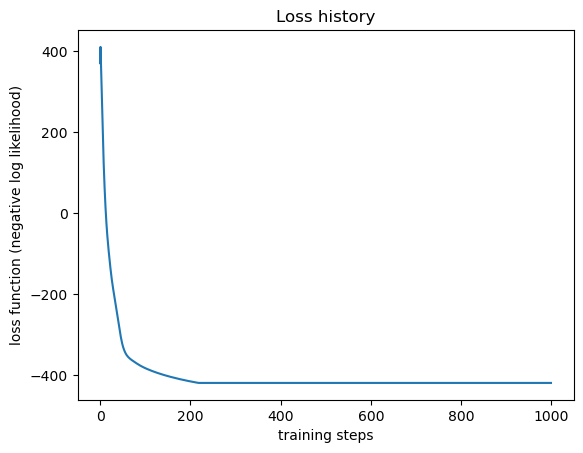 Loss history
loss function (negative log likelihood)
400
200
0
−200
−400
0 200 400 600 800 1000
training steps